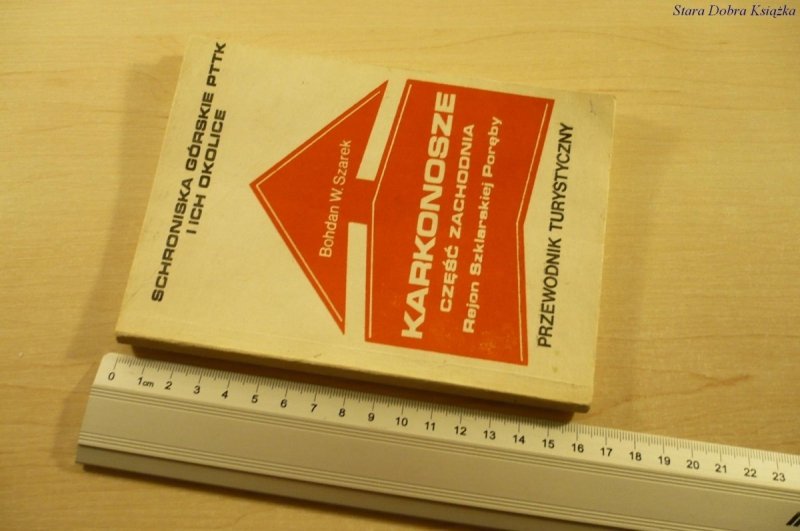 Stara Dobra Książka
SCHRONISKA GÓRSKIE PTTK
I ICH OKOLICE
Bohdan W. Szarek
KARKONOSZE
CZĘŚĆ ZACHODNIA
Rejon Szklarskiej Poręby
PRZEWODNIK TURYSTYCZNY
0 1cm 2 3 4 5 6 7 8 9 10 11 12 13 14 15 16 17 18 19 20 21 22 23